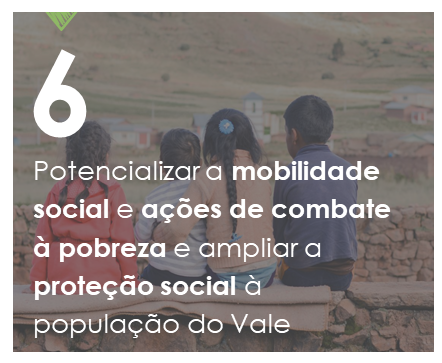 6
Potencializar a mobilidade
social e ações de combate
à pobreza e ampliar a
proteção social à
população do Vale